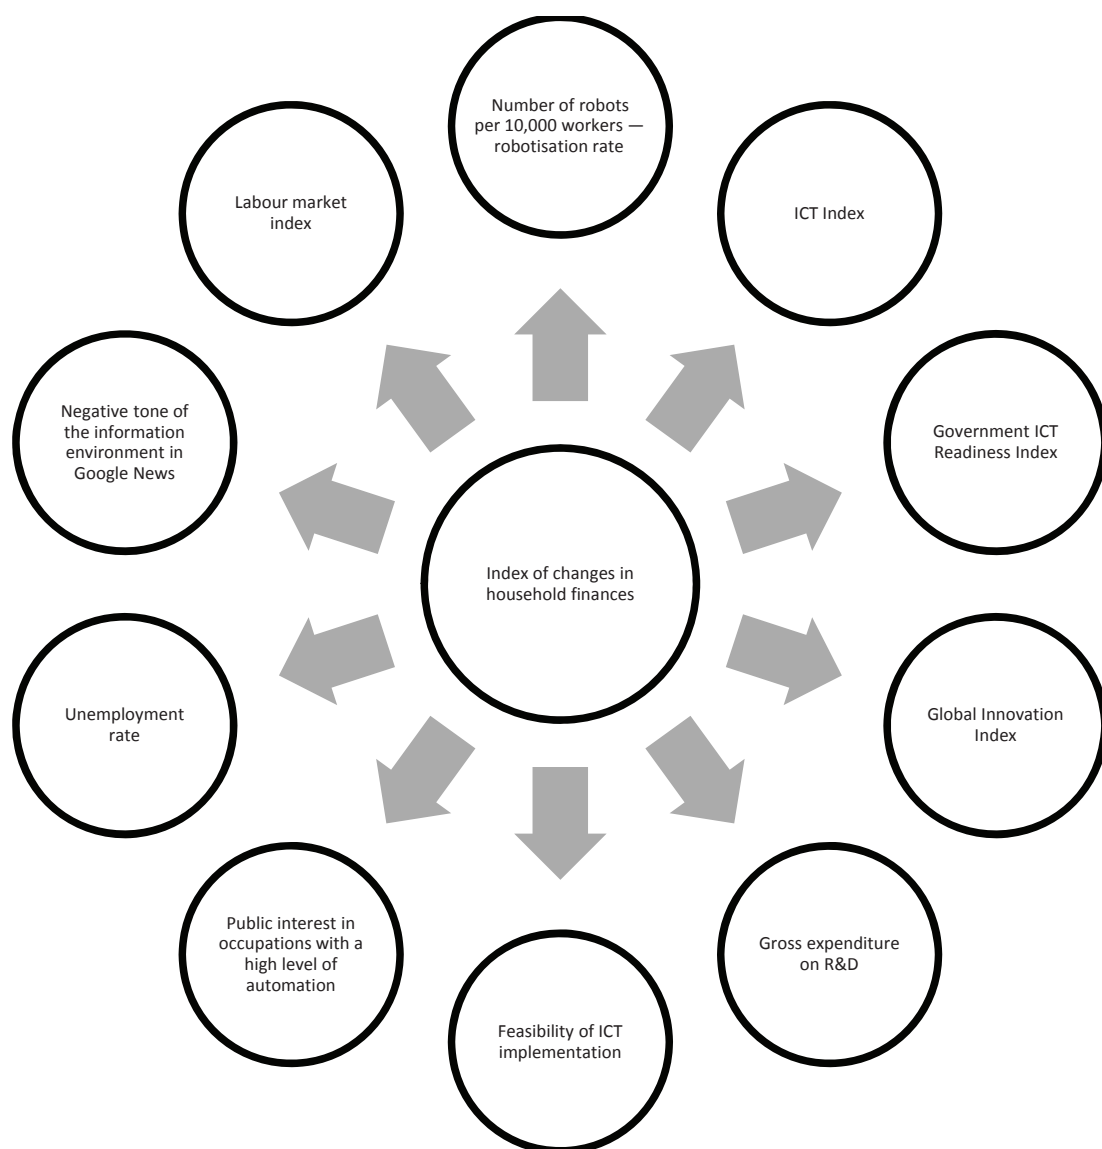 Number of robots
per 10,000 workers —
robotisation rate
ICT Index
Government ICT
Readiness Index
Global Innovation
Index
Gross expenditure
on R&D
Feasibility of ICT
implementation
Public interest in
occupations with a
high level of
automation
Unemployment
rate
Negative tone of
the information
environment in
Google News
Labour market
index
Index of changes in
household finances